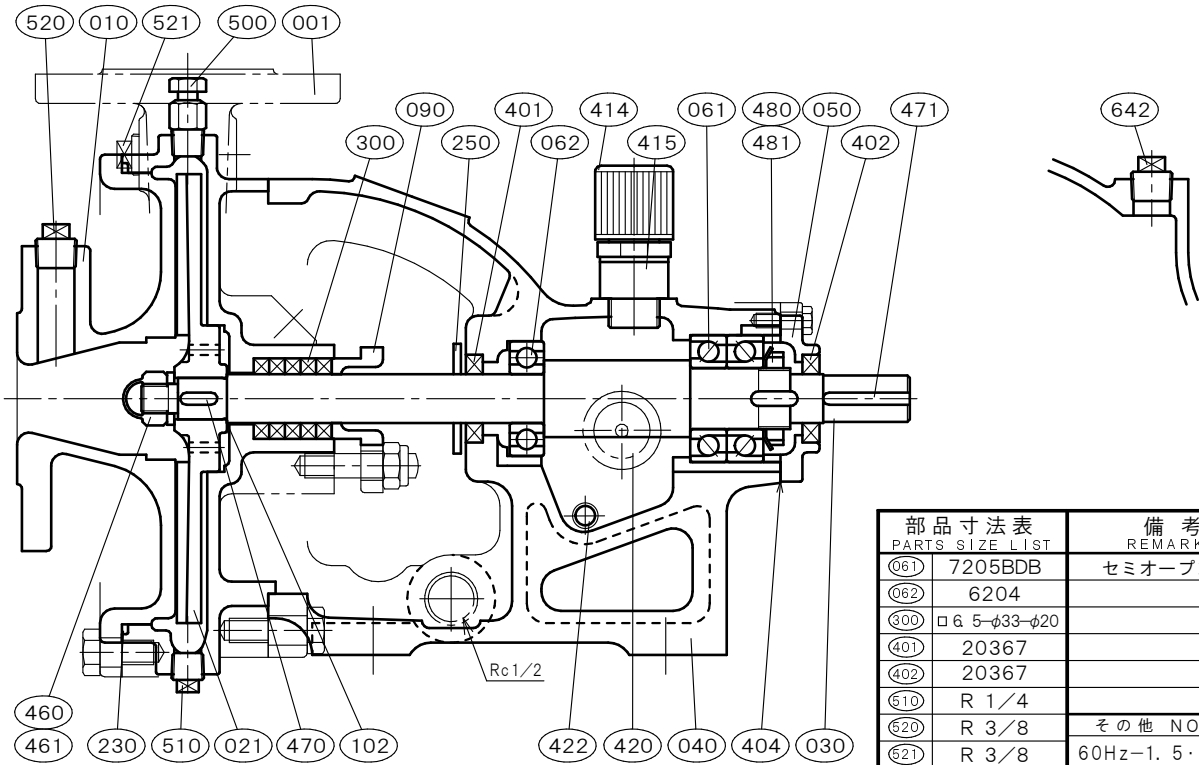 520 010 521 500 001
300 090 250 401 062 414 415 061 480 481 050 402 471 642
Rc1/2
460 461 230 510 021 470 102 422 420 040 404 030
部品寸法表 備考
PARTS SIZE LIST REMARK
061 7205BDB セミオープ
062 6204
300 □6.5-φ33-φ20
401 20367
402 20367
510 R 1/4
520 R 3/8 その他 NO
521 R 3/8 60Hz-1.5・